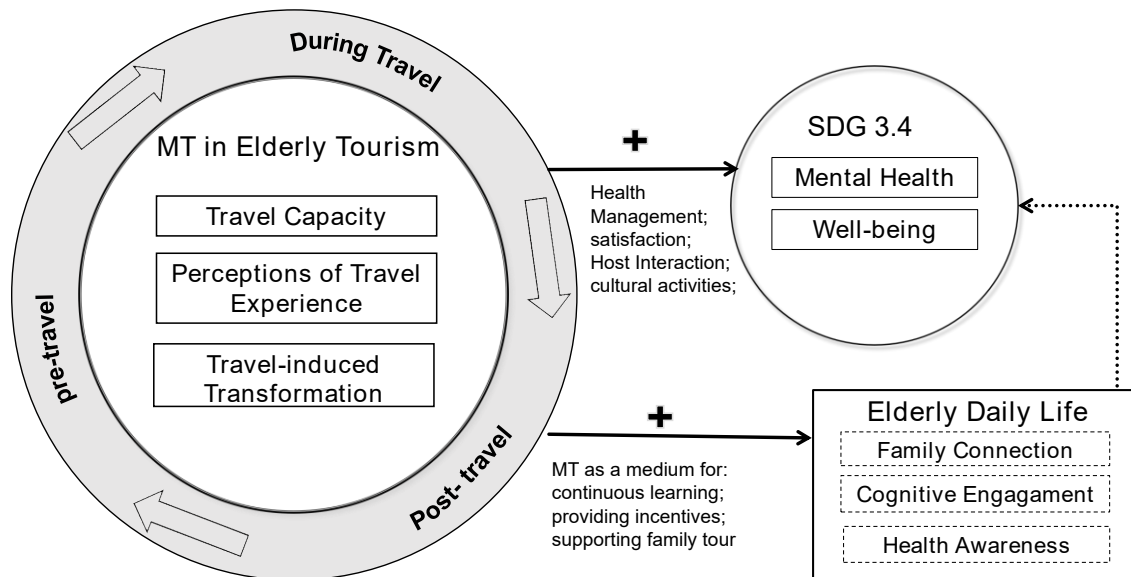 During Travel
pre-travel
Post- travel
MT in Elderly Tourism
Travel Capacity
Perceptions of Travel
Experience
Travel-induced
Transformation
+
Health
Management;
satisfaction;
Host Interaction;
cultural activities;
SDG 3.4
Mental Health
Well-being
+
MT as a medium for:
continuous learning;
providing incentives;
supporting family tour
Elderly Daily Life
Family Connection
Cognitive Engagament
Health Awareness